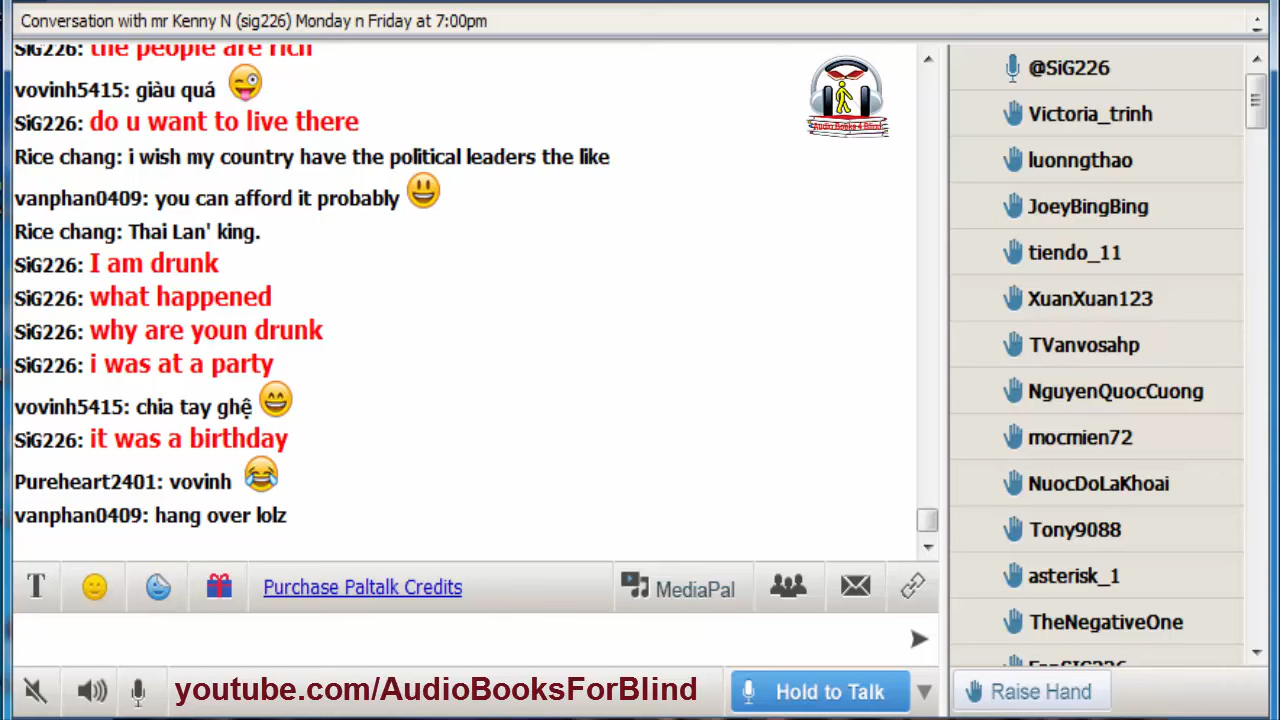 Conversation with mr Kenny N (sig226) Monday n Friday at 7:00pm
SiG226: the people are rich
vovinh5415: giàu quá
SiG226: do u want to live there
Rice chang: i wish my country have the political leaders the like
vanphan0409: you can afford it probably
Rice chang: Thai Lan' king.
SiG226: I am drunk
SiG226: what happened
SiG226: why are youn drunk
SiG226: i was at a party
vovinh5415: chia tay ghệ
SiG226: it was a birthday
Pureheart2401: vovinh
vanphan0409: hang over lolz
Audio Books 4 Blind
@SiG226
Victoria_trinh
luonngthao
JoeyBingBing
tiendo_11
XuanXuan123
TVanvosahp
NguyenQuocCuong
mocmien72
NuocDoLaKhoai
Tony9088
asterisk_1
TheNegativeOne
T
Purchase Paltalk Credits
MediaPal
youtube.com/AudioBooksForBlind
Hold to Talk
Raise Hand